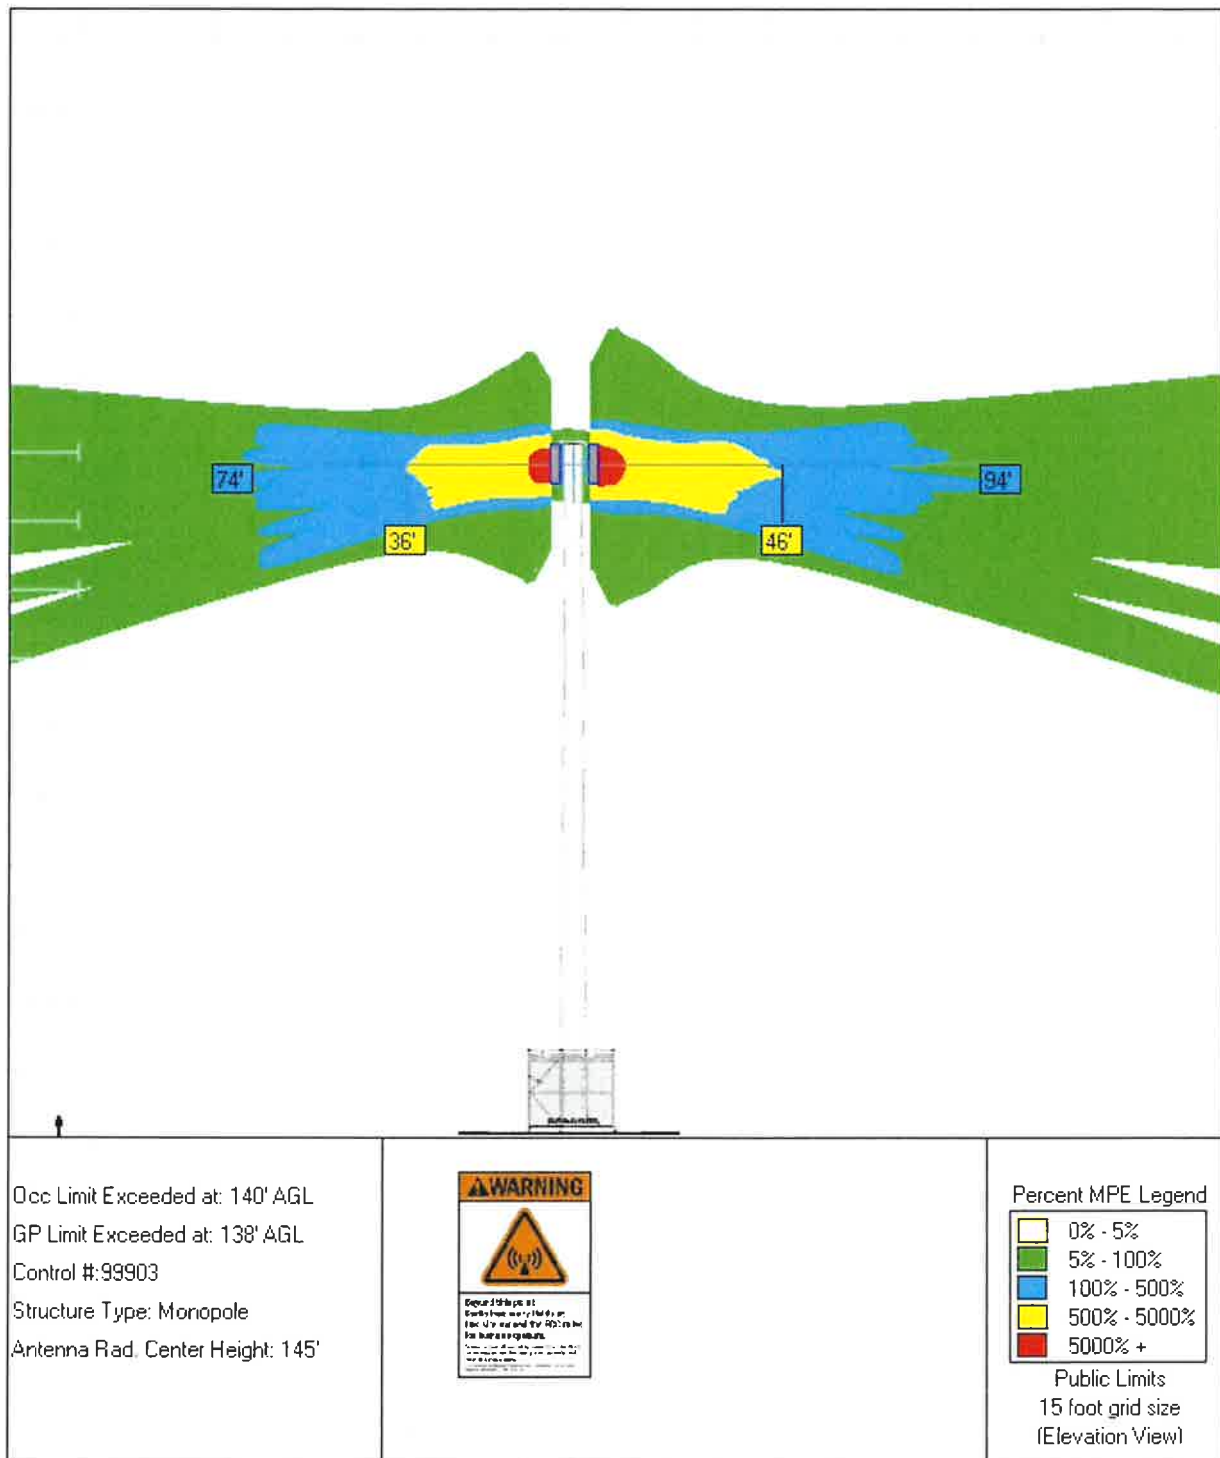 74'
94'
36'
46'
Occ Limit Exceeded at: 140' AGL
GP Limit Exceeded at: 138' AGL
Control #:99903
Structure Type: Monopole
Antenna Rad. Center Height: 145'
WARNING
Percent MPE Legend
0% - 5%
5% - 100%
100% - 500%
500% - 5000%
5000% +
Public Limits
15 foot grid size
(Elevation View)